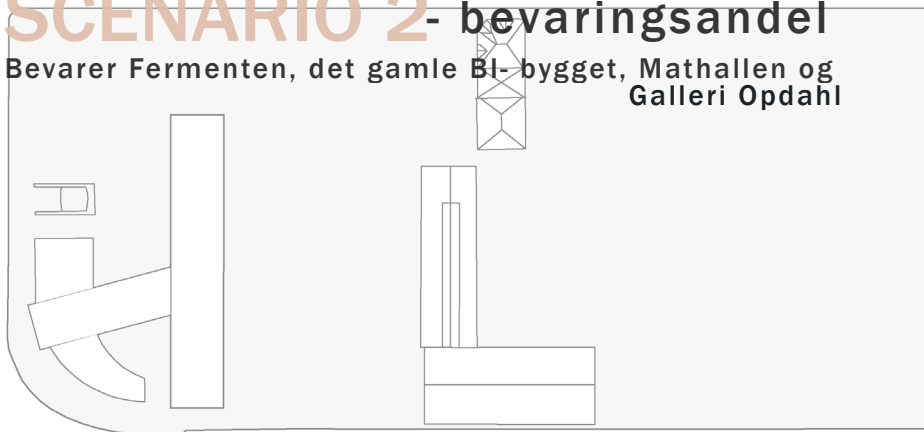 SCENARIO 2- bevaringsandel
Bevarer Fermenten, det gamle BI- bygget, Mathallen og
Galleri Opdahl